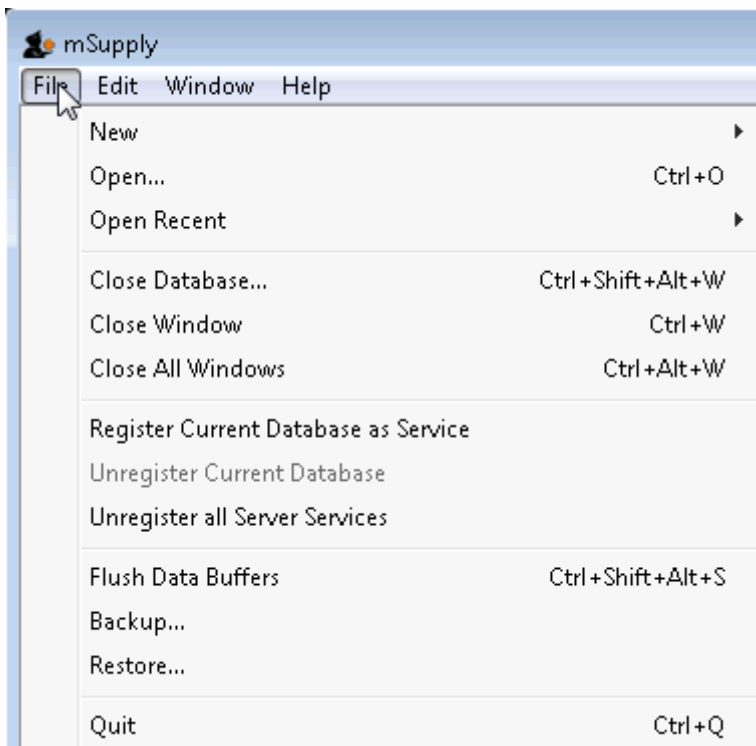 mSupply
File Edit Window Help
New
Open... Ctrl+O
Open Recent
Close Database... Ctrl+Shift+Alt+W
Close Window Ctrl+W
Close All Windows Ctrl+Alt+W
Register Current Database as Service
Unregister Current Database
Unregister all Server Services
Flush Data Buffers Ctrl+Shift+Alt+S
Backup...
Restore...
Quit Ctrl+Q